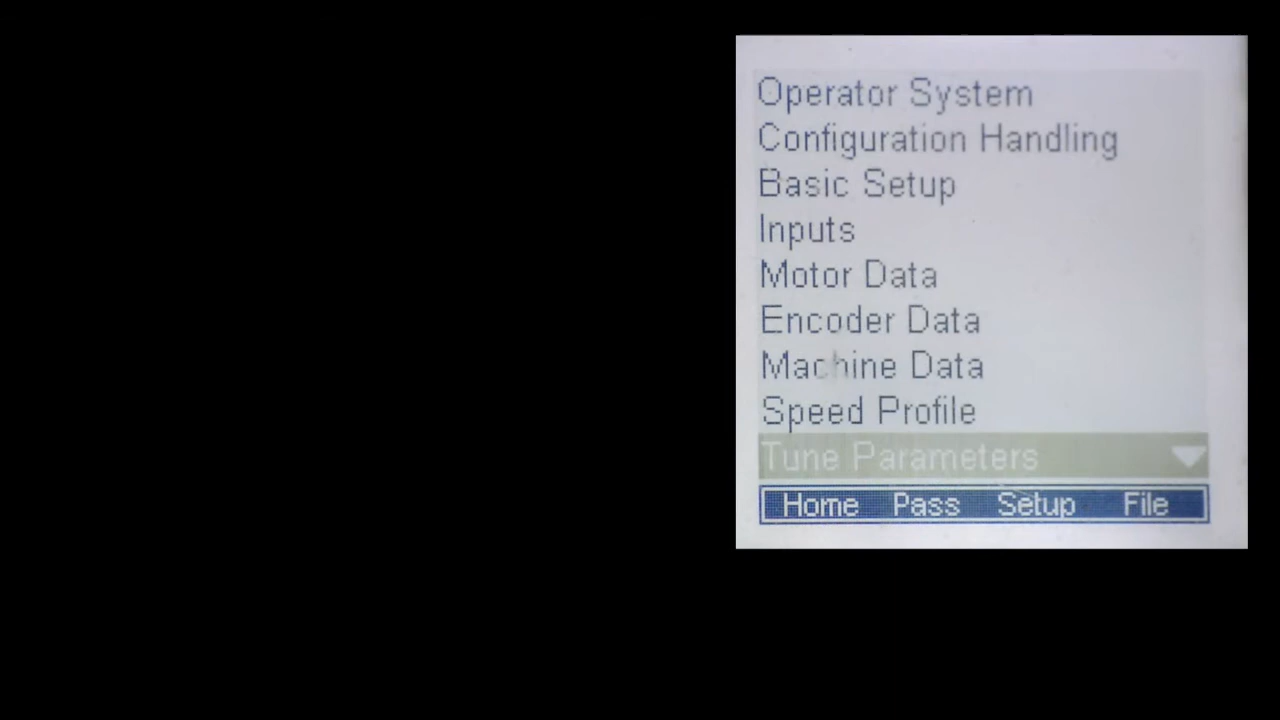 Operator System
Configuration Handling
Basic Setup
Inputs
Motor Data
Encoder Data
Machine Data
Speed Profile
Tune Parameters
Home Pass Setup File